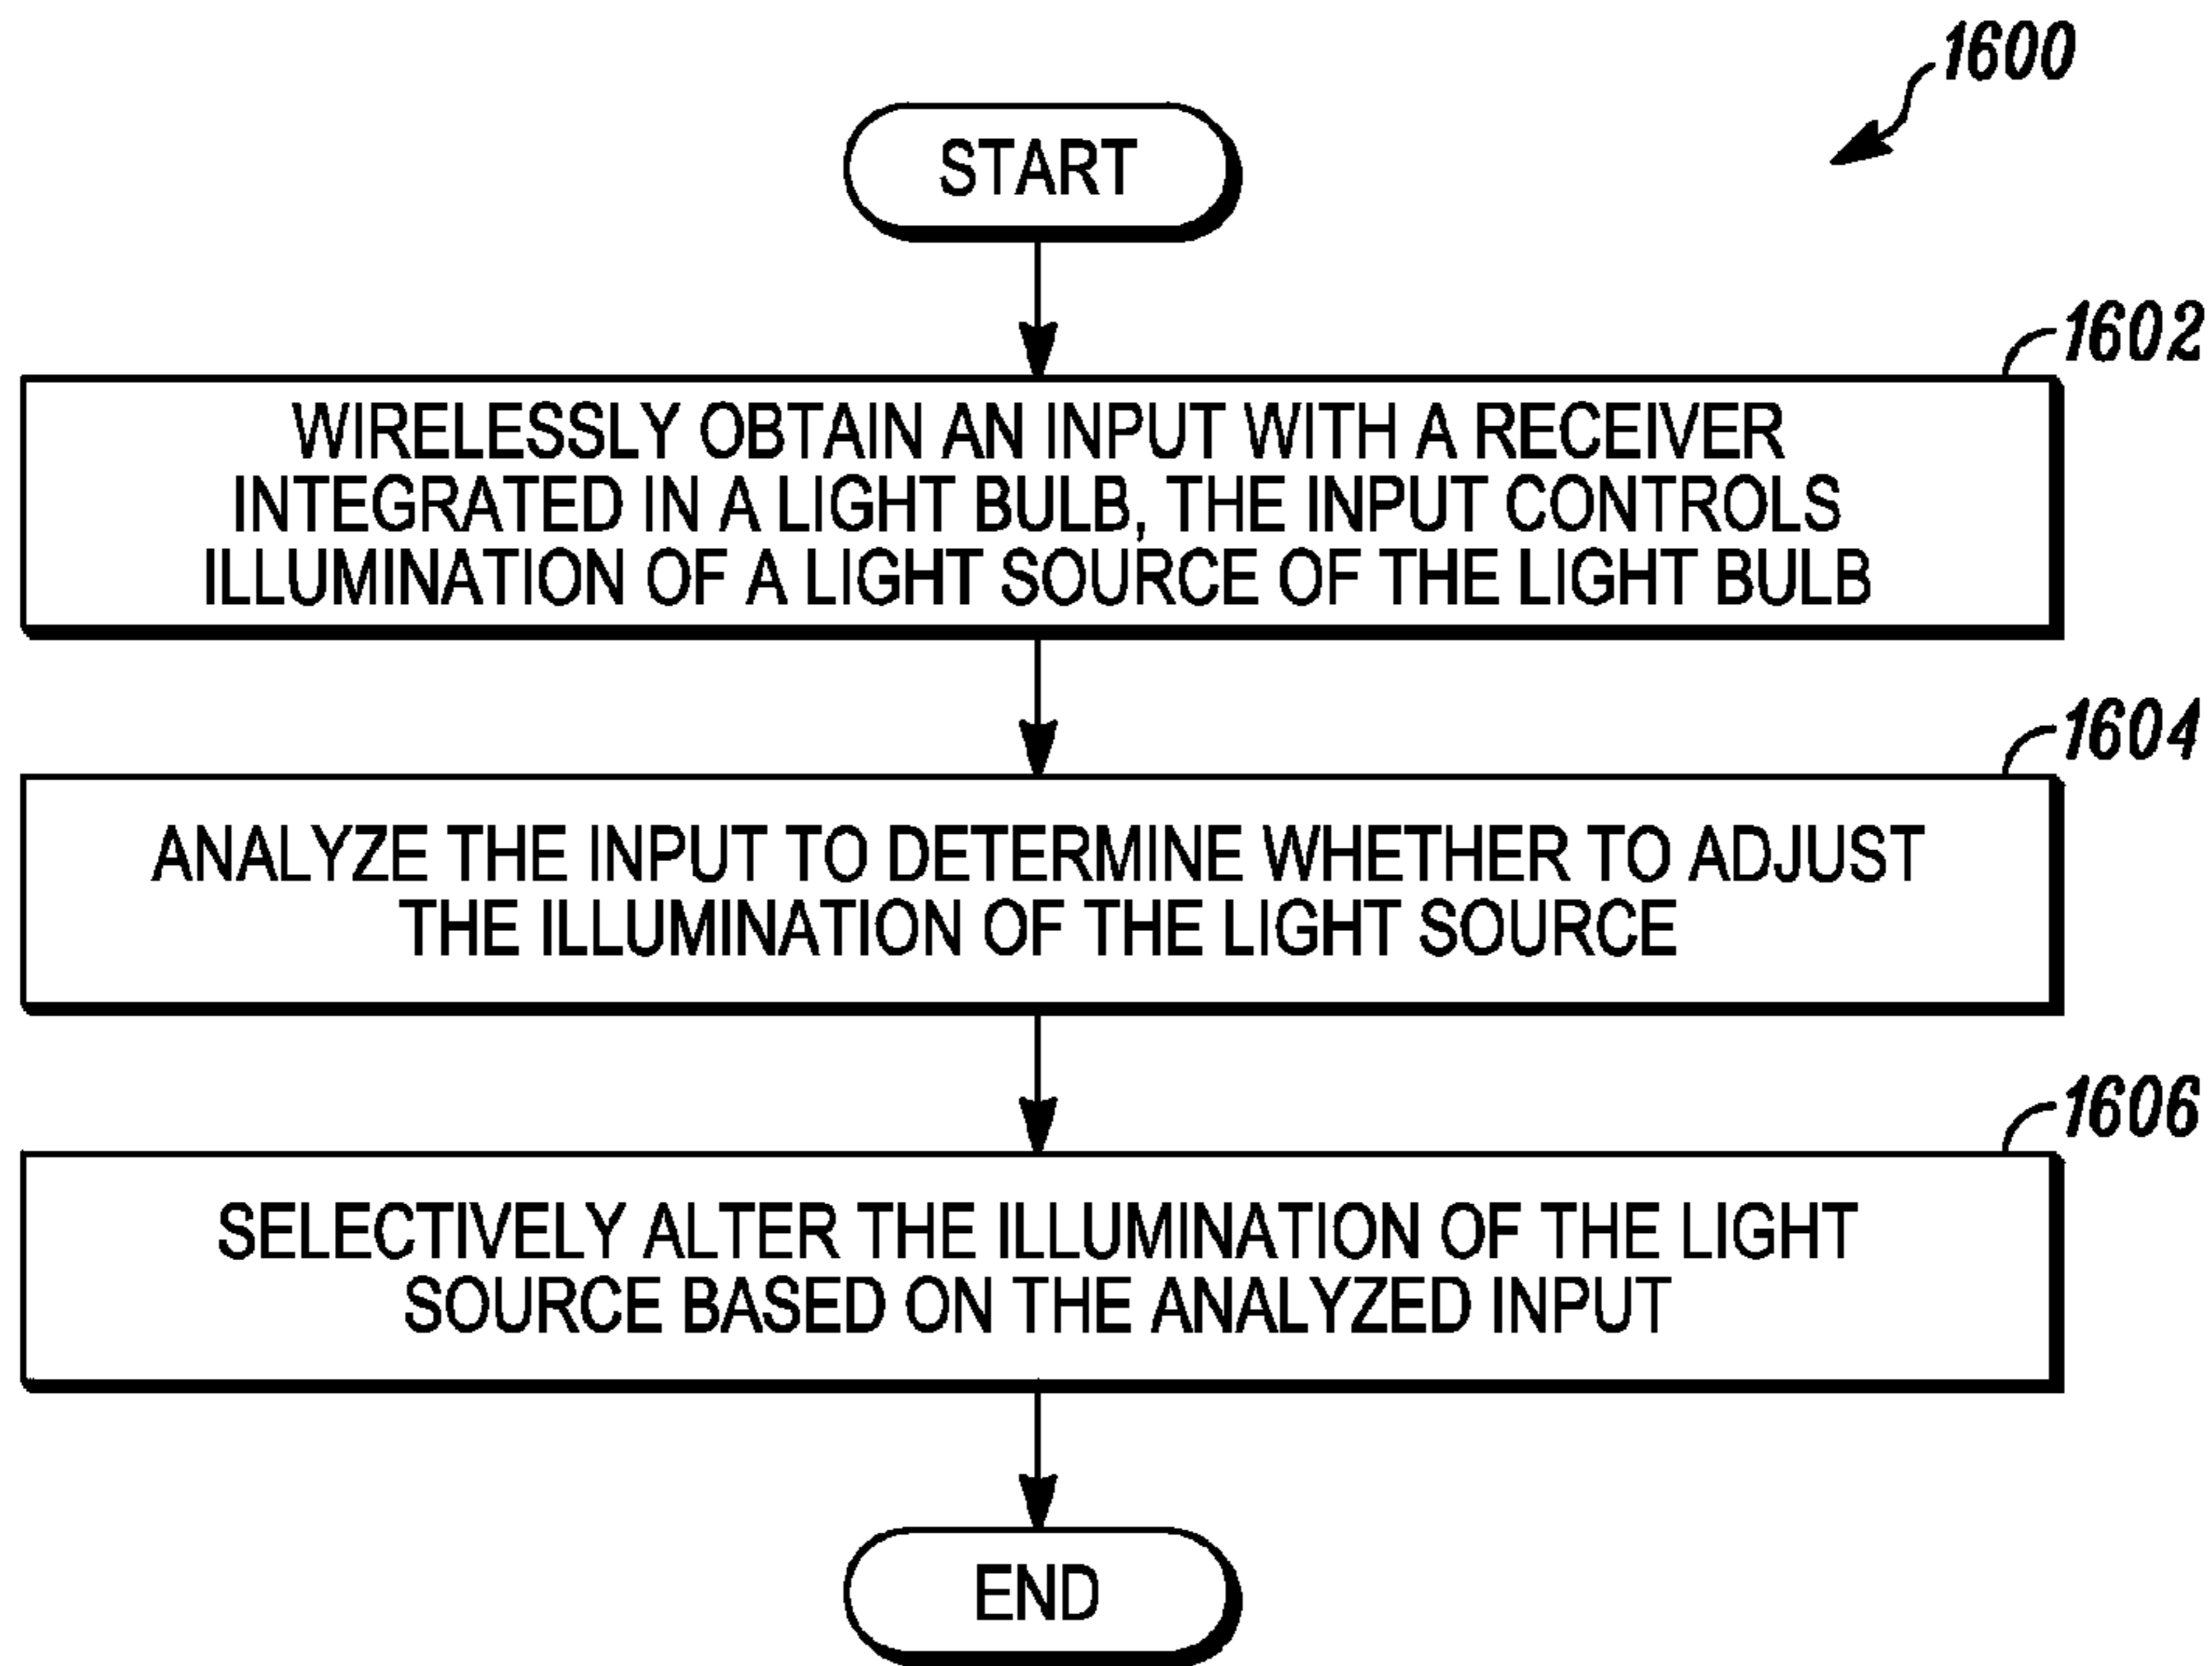 1600
START
1602
WIRELESSLY OBTAIN AN INPUT WITH A RECEIVER
INTEGRATED IN A LIGHT BULB, THE INPUT CONTROLS
ILLUMINATION OF A LIGHT SOURCE OF THE LIGHT BULB
1604
ANALYZE THE INPUT TO DETERMINE WHETHER TO ADJUST
THE ILLUMINATION OF THE LIGHT SOURCE
1606
SELECTIVELY ALTER THE ILLUMINATION OF THE LIGHT
SOURCE BASED ON THE ANALYZED INPUT
END